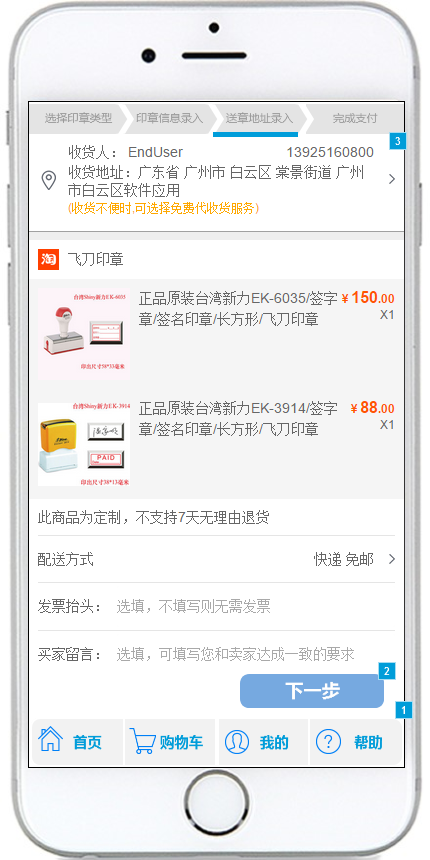 选择印章类型 印章信息录入 送章地址录入 完成支付
3
收货人： EndUser 13925160800
收货地址：广东省 广州市 白云区 棠景街道 广州
市白云区软件应用
(收货不便时,可选择免费代收货服务)
淘 飞刀印章
台湾Shiny新力EK-6035
正品原装台湾新力EK-6035/签字 ¥ 150.00
章/签名印章/长方形/飞刀印章 X1
印出尺寸58*33毫米
台湾Shiny新力EK-3914
正品原装台湾新力EK-3914/签字 ¥ 88.00
章/签名印章/长方形/飞刀印章 X1
PAID
印出尺寸38*13毫米
此商品为定制，不支持7天无理由退货
配送方式 快递 免邮
发票抬头： 选填，不填写则无需发票
买家留言： 选填，可填写您和卖家达成一致的要求
2
下一步
1
首页 购物车 我的 ? 帮助